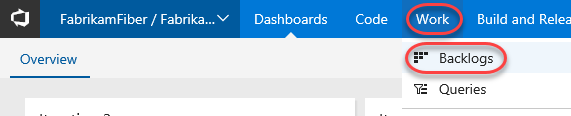 FabrikamFiber / Fabrika... Dashboards Code Work Build and Relea
Overview Backlogs
Queries